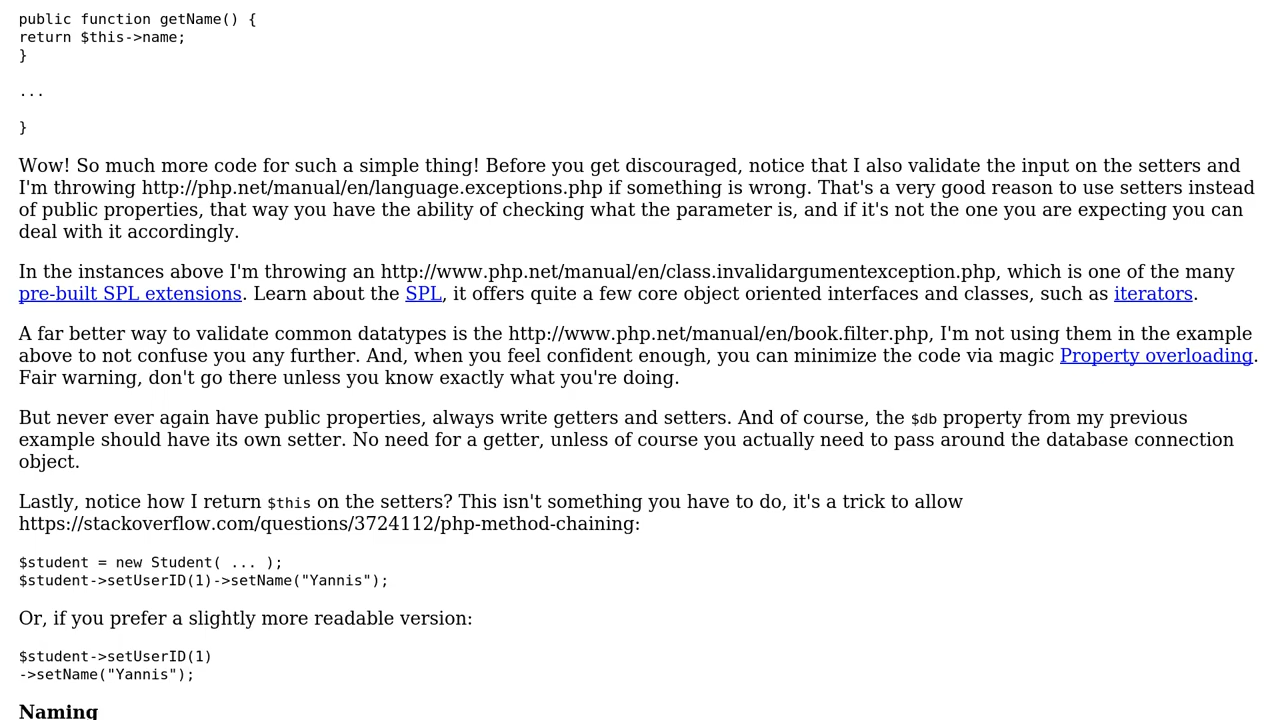 public function getName() {
return $this->name;
}
...
}
Wow! So much more code for such a simple thing! Before you get discouraged, notice that I also validate the input on the setters and
I'm throwing http://php.net/manual/en/language.exceptions.php if something is wrong. That's a very good reason to use setters instead
of public properties, that way you have the ability of checking what the parameter is, and if it's not the one you are expecting you can
deal with it accordingly.
In the instances above I'm throwing an http://www.php.net/manual/en/class.invalidargumentexception.php, which is one of the many
pre-built SPL extensions. Learn about the SPL, it offers quite a few core object oriented interfaces and classes, such as iterators.
A far better way to validate common datatypes is the http://www.php.net/manual/en/book.filter.php, I'm not using them in the example
above to not confuse you any further. And, when you feel confident enough, you can minimize the code via magic Property overloading.
Fair warning, don't go there unless you know exactly what you're doing.
But never ever again have public properties, always write getters and setters. And of course, the $db property from my previous
example should have its own setter. No need for a getter, unless of course you actually need to pass around the database connection
object.
Lastly, notice how I return $this on the setters? This isn't something you have to do, it's a trick to allow
https://stackoverflow.com/questions/3724112/php-method-chaining:
$student = new Student( ... );
$student->setUserID(1)->setName("Yannis");
Or, if you prefer a slightly more readable version:
$student->setUserID(1)
->setName("Yannis");
Naming